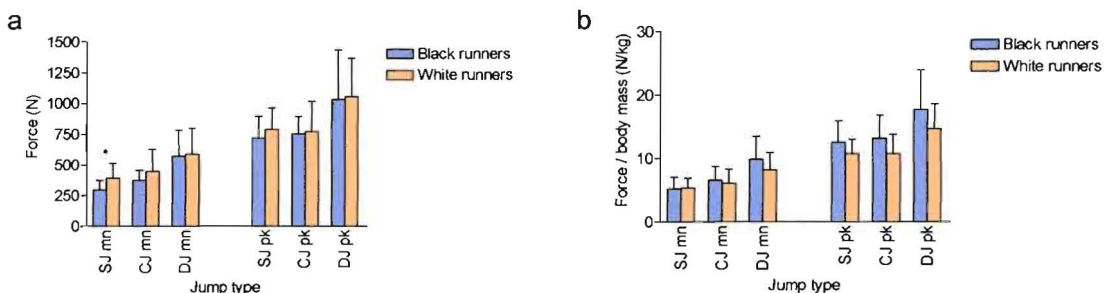 a
1500
1250
1000
750
500
250
0
Force (N)
*
SJ mn
CJ mn
DJ mn
SJ pk
CJ pk
DJ pk
Jump type
Black runners
White runners
b
30
20
10
0
Force / body mass (N/kg)
SJ mn
CJ mn
DJ mn
SJ pk
CJ pk
DJ pk
Jump type
Black runners
White runners